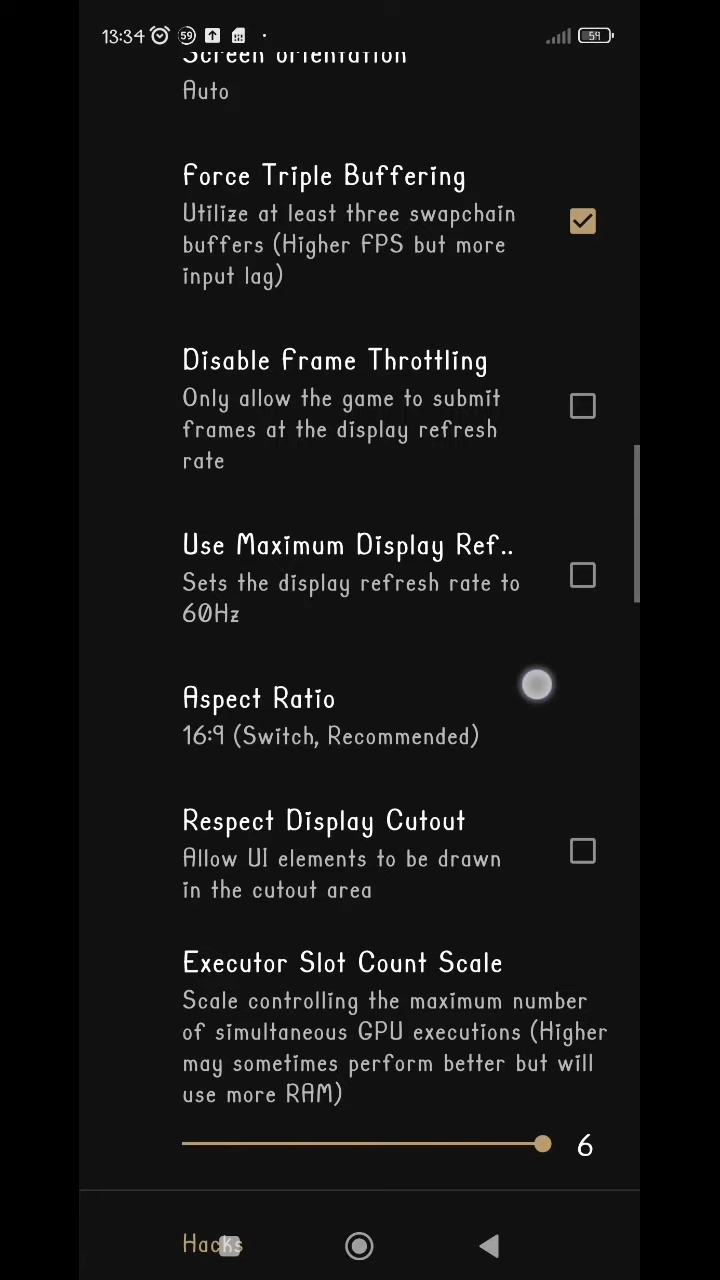 13:34 59 59
Screen orientation
Auto
Force Triple Buffering
Utilize at least three swapchain
buffers (Higher FPS but more
input lag)
Disable Frame Throttling
Only allow the game to submit
frames at the display refresh
rate
Use Maximum Display Ref..
Sets the display refresh rate to
60Hz
Aspect Ratio
16:9 (Switch, Recommended)
Respect Display Cutout
Allow UI elements to be drawn
in the cutout area
Executor Slot Count Scale
Scale controlling the maximum number
of simultaneous GPU executions (Higher
may sometimes perform better but will
use more RAM)
6
Hacks